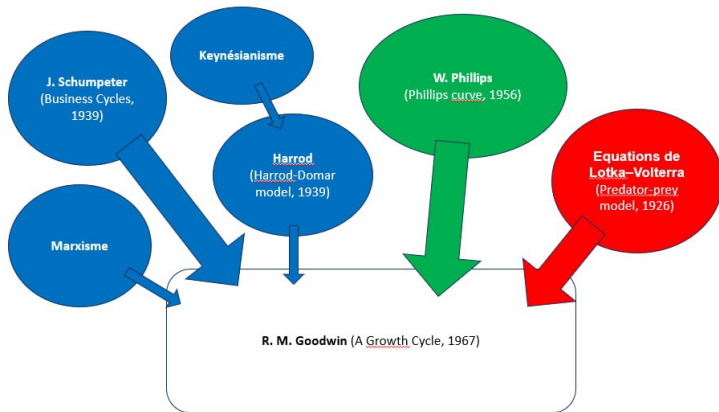 Keynésianisme
J. Schumpeter
(Business Cycles,
1939)
W. Phillips
(Phillips curve, 1956)
Harrod
(Harrod-Domar
model, 1939)
Equations de
Lotka–Volterra
(Predator-prey
model, 1926)
Marxisme
R. M. Goodwin (A Growth Cycle, 1967)